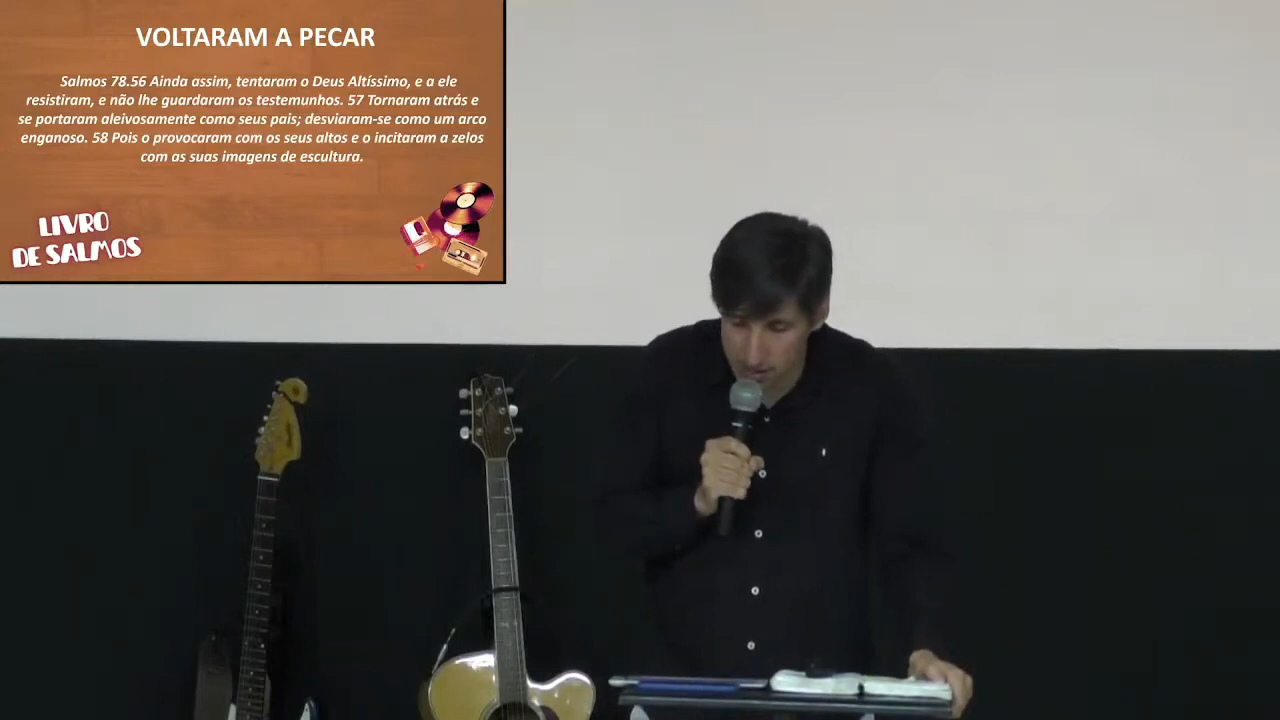 VOLTARAM A PECAR
Salmos 78.56 Ainda assim, tentaram o Deus Altíssimo, e a ele
resistiram, e não lhe guardaram os testemunhos. 57 Tornaram atrás e
se portaram aleivosamente como seus pais; desviaram-se como um arco
enganoso. 58 Pois o provocaram com os seus altos e o incitaram a zelos
com as suas imagens de escultura.
LIVRO
DE SALMOS